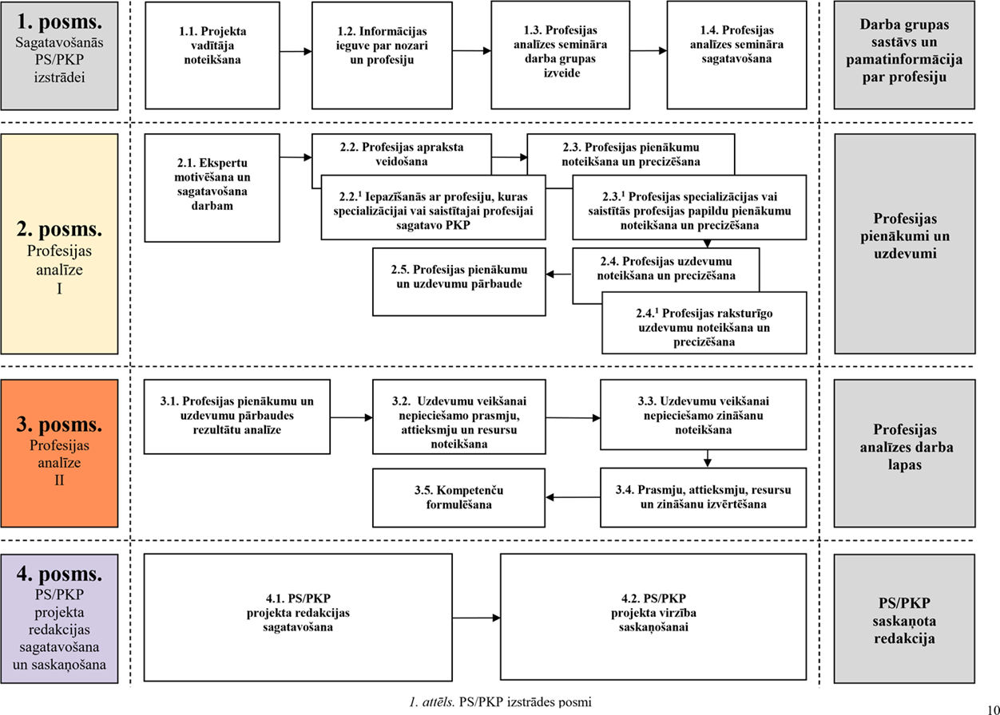 1. posms.
Sagatavošanās
PS/PKP
izstrādei
1.1. Projekta
vadītāja
noteikšana
1.2. Informācijas
ieguve par nozari
un profesiju
1.3. Profesijas
analīzes semināra
darba grupas
izveide
1.4. Profesijas
analīzes semināra
sagatavošana
Darba grupas
sastāvs un
pamatinformācija
par profesiju
2. posms.
Profesijas
analīze
I
2.1. Ekspertu
motivēšana un
sagatavošana
darbam
2.2. Profesijas apraksta
veidošana
2.2.¹ Iepazīšanās ar profesiju, kuras
specializācijai vai saistītajai profesijai
sagatavo PKP
2.3. Profesijas pienākumu
noteikšana un precizēšana
2.3.¹ Profesijas specializācijas vai
saistītās profesijas papildu pienākumu
noteikšana un precizēšana
2.4. Profesijas uzdevumu
noteikšana un precizēšana
2.4.¹ Profesijas raksturīgo
uzdevumu noteikšana un
precizēšana
2.5. Profesijas pienākumu
un uzdevumu pārbaude
Profesijas
pienākumi un
uzdevumi
3. posms.
Profesijas
analīze
II
3.1. Profesijas pienākumu un
uzdevumu pārbaudes
rezultātu analīze
3.2. Uzdevumu veikšanai
nepieciešamo prasmju,
attieksmju un resursu
noteikšana
3.3. Uzdevumu veikšanai
nepieciešamo zināšanu
noteikšana
3.4. Prasmju, attieksmju, resursu
un zināšanu izvērtēšana
3.5. Kompetenču
formulēšana
Profesijas
analīzes darba
lapas
4. posms.
PS/PKP
projekta
redakcijas
sagatavošana
un saskaņošana
4.1. PS/PKP
projekta redakcijas
sagatavošana
4.2. PS/PKP
projekta virzība
saskaņošanai
PS/PKP
saskaņota
redakcija
1. attēls. PS/PKP izstrādes posmi
10